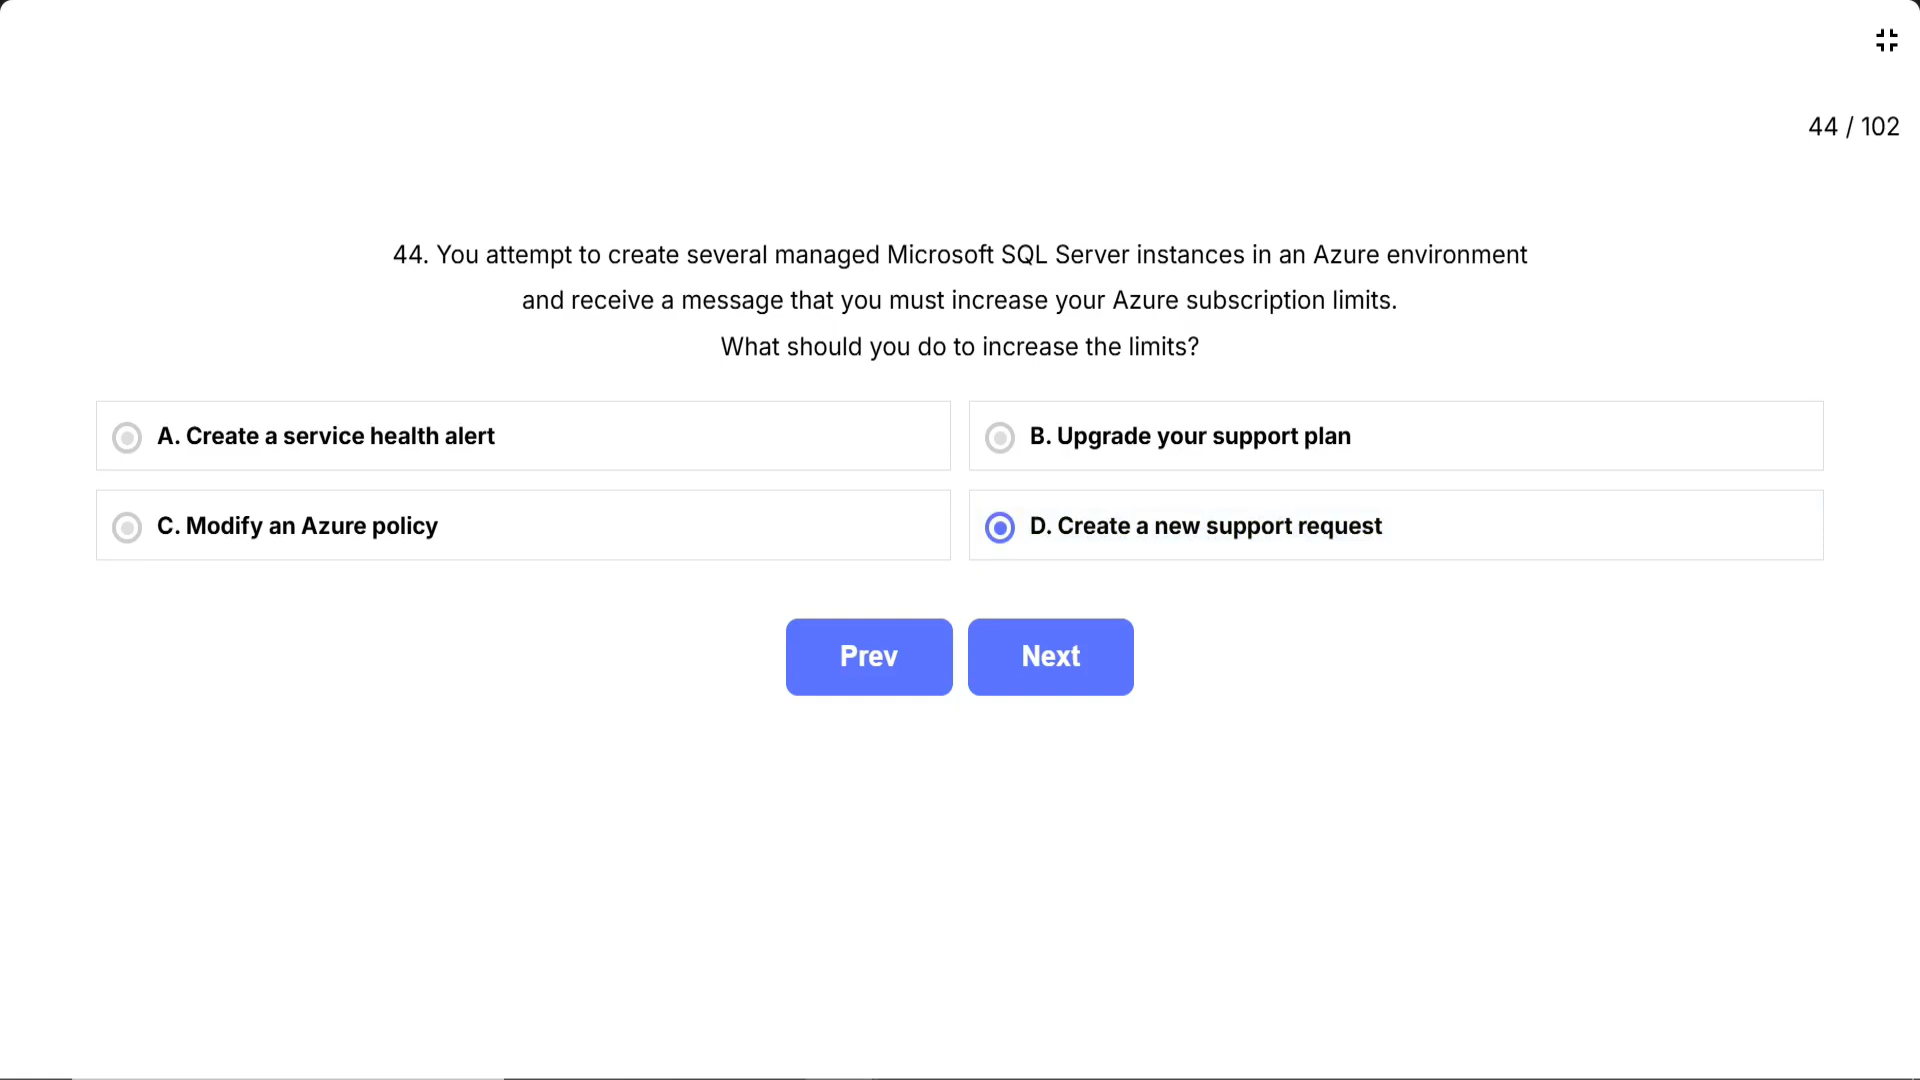 44 / 102
44. You attempt to create several managed Microsoft SQL Server instances in an Azure environment
and receive a message that you must increase your Azure subscription limits.
What should you do to increase the limits?
A. Create a service health alert
B. Upgrade your support plan
C. Modify an Azure policy
D. Create a new support request
Prev
Next